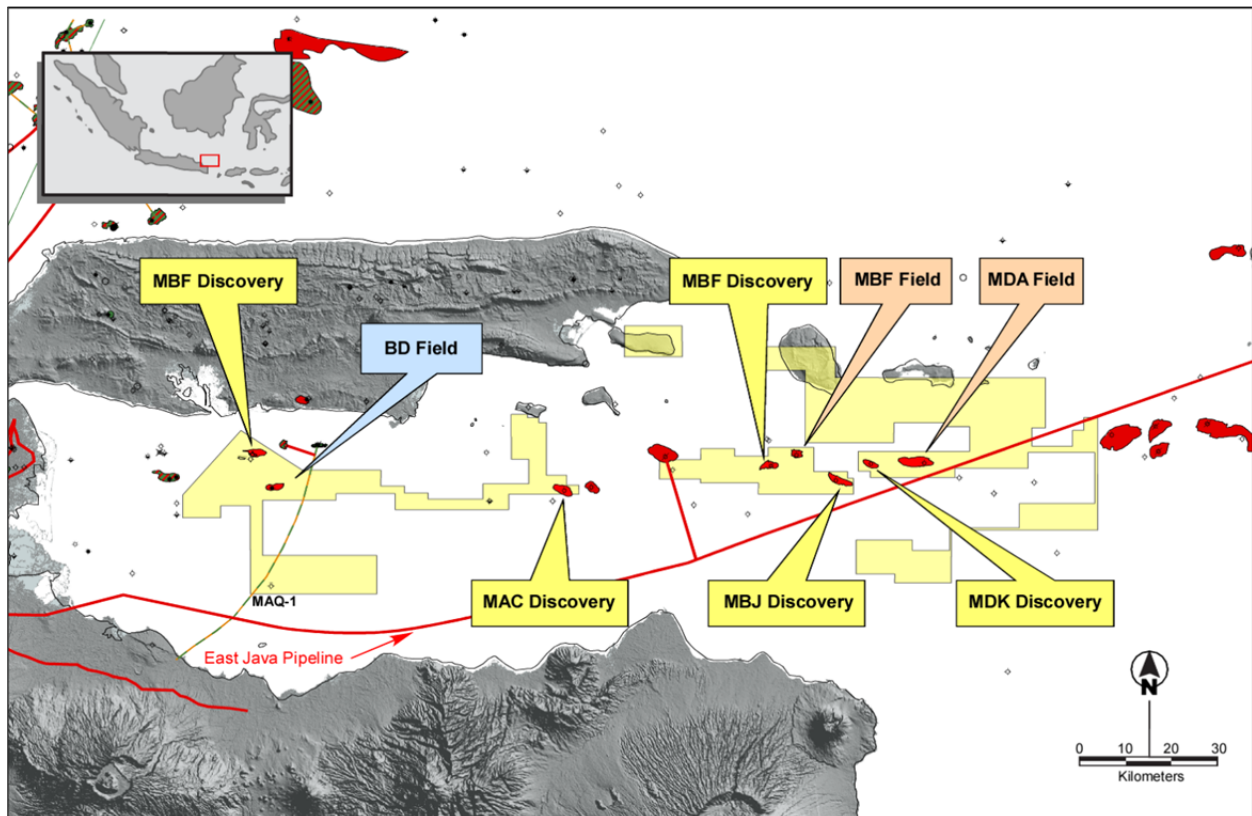 MBF Discovery
MBF Discovery
MBF Field
MDA Field
BD Field
MAC Discovery
MBJ Discovery
MDK Discovery
MAQ-1
East Java Pipeline
N
0 10 20 30
Kilometers